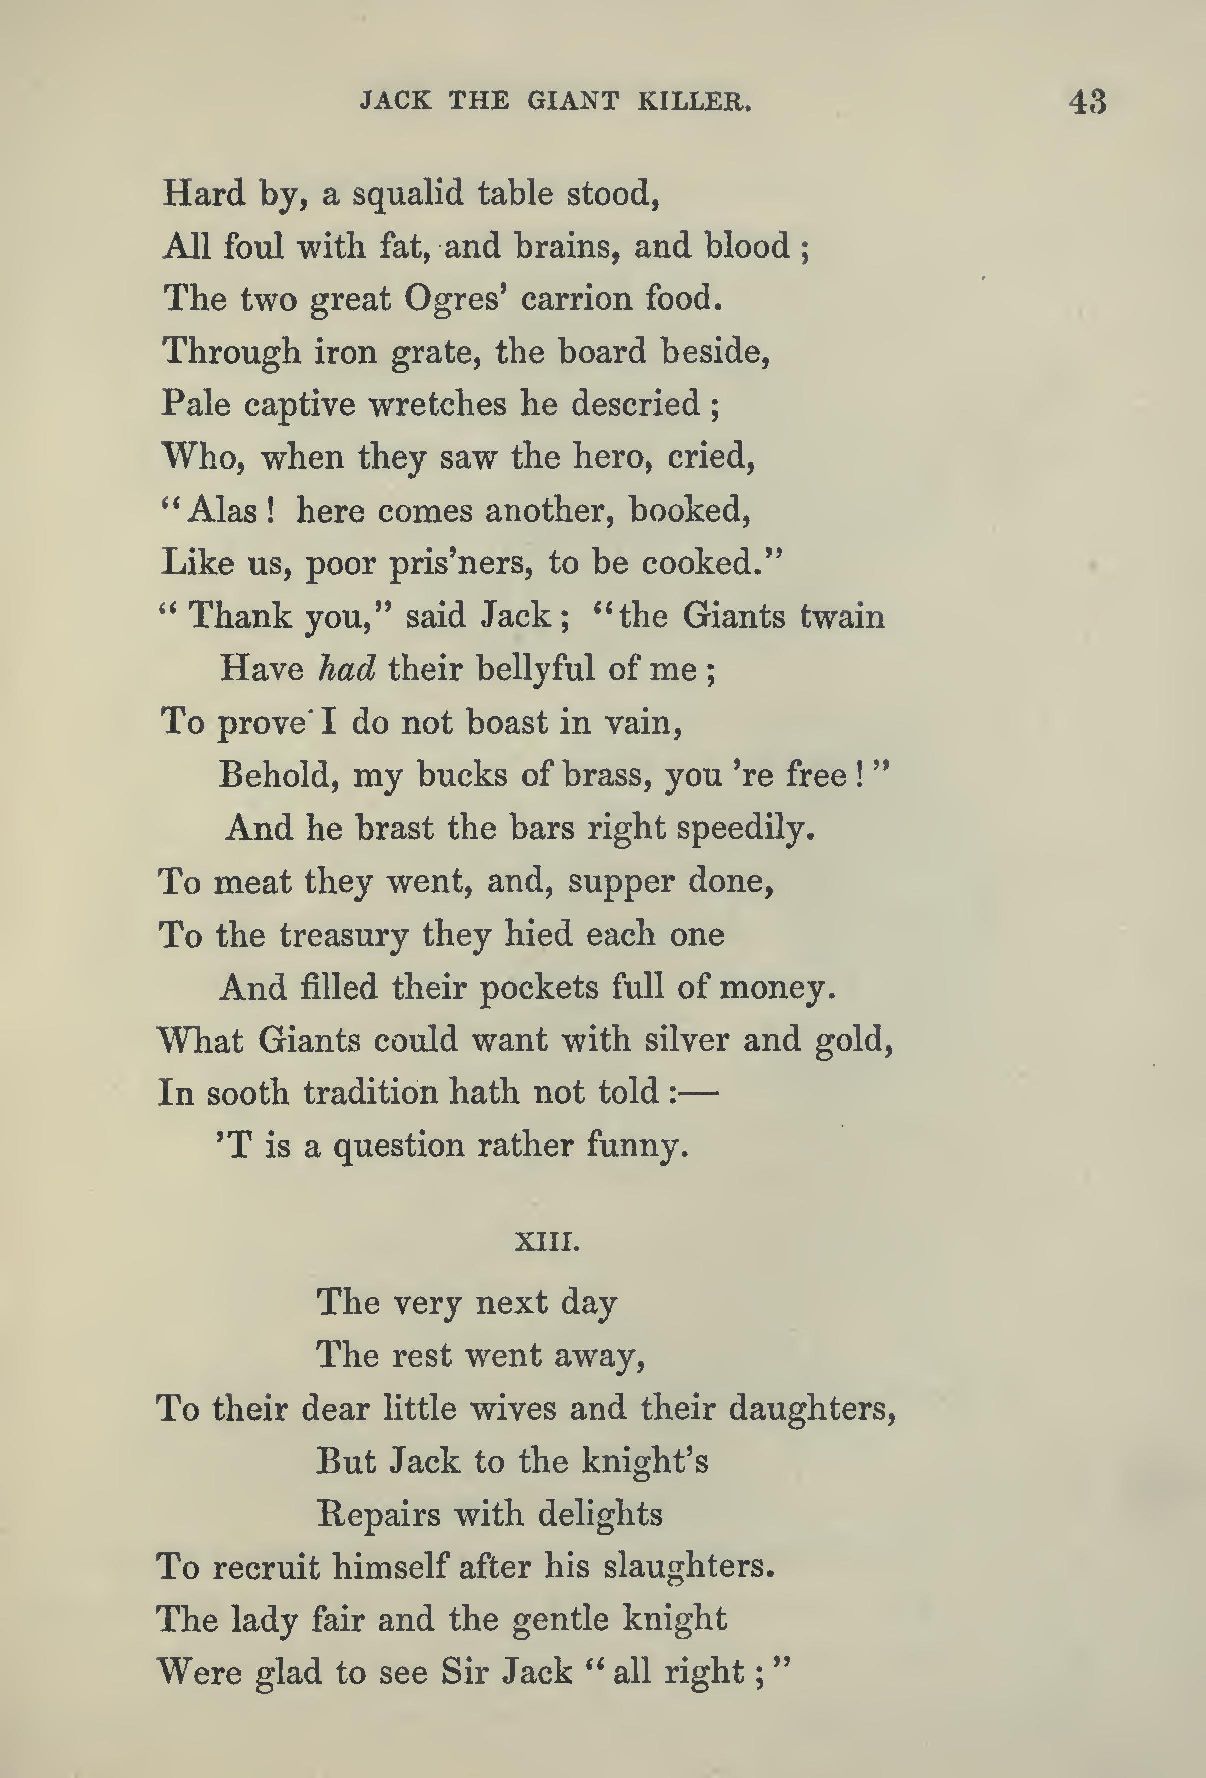 JACK THE GIANT KILLER. 43
Hard by, a squalid table stood,
All foul with fat, and brains, and blood ;
The two great Ogres’ carrion food.
Through iron grate, the board beside,
Pale captive wretches he descried ;
Who, when they saw the hero, cried,
“ Alas ! here comes another, booked,
Like us, poor pris’ners, to be cooked.”
“ Thank you,” said Jack ; “the Giants twain
Have had their bellyful of me ;
To prove I do not boast in vain,
Behold, my bucks of brass, you ’re free ! ”
And he brast the bars right speedily.
To meat they went, and, supper done,
To the treasury they hied each one
And filled their pockets full of money.
What Giants could want with silver and gold,
In sooth tradition hath not told :—
’T is a question rather funny.
XIII.
The very next day
The rest went away,
To their dear little wives and their daughters,
But Jack to the knight’s
Repairs with delights
To recruit himself after his slaughters.
The lady fair and the gentle knight
Were glad to see Sir Jack “ all right ; ”